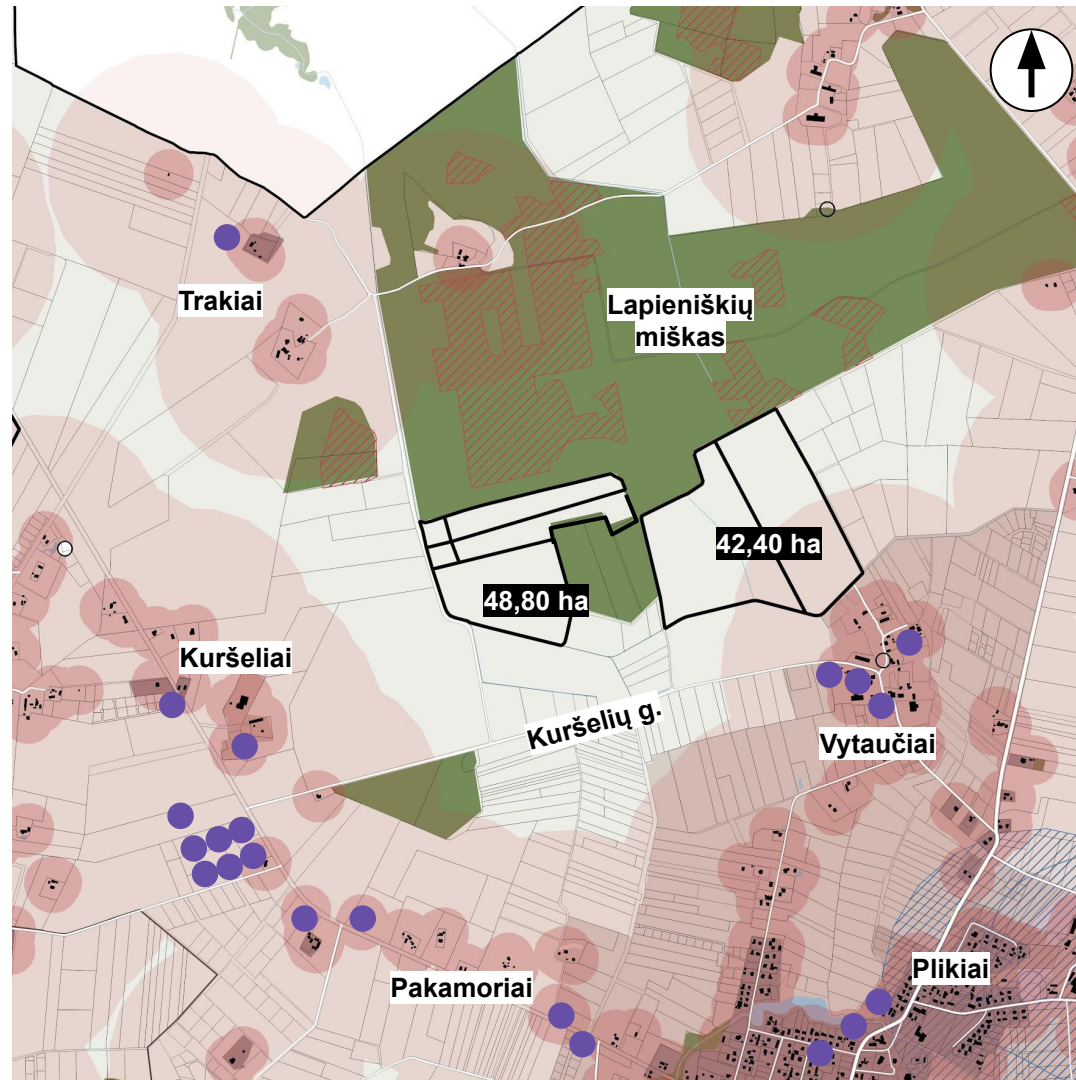 Trakiai
Lapieniškių
miškas
42,40 ha
48,80 ha
Kuršeliai
Kuršelių g.
Vytaučiai
Plikiai
Pakamoriai